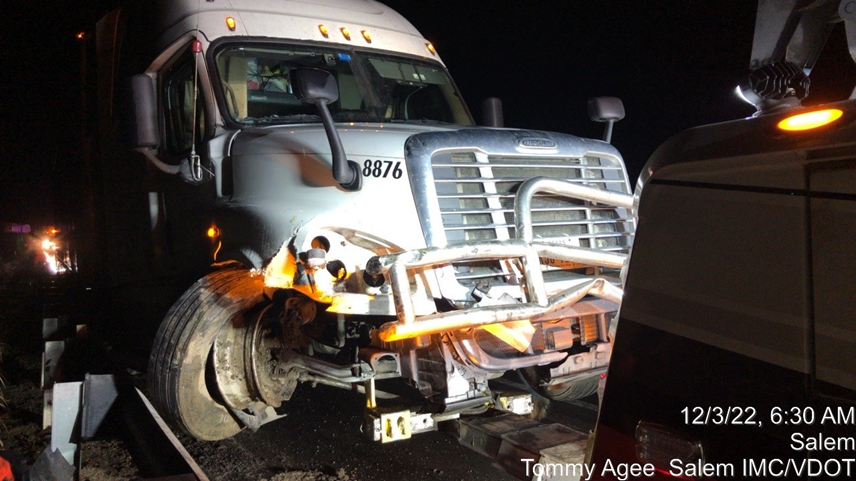 8876
12/3/22, 6:30 AM
Salem
Tommy Agee Salem IMC/VDOT